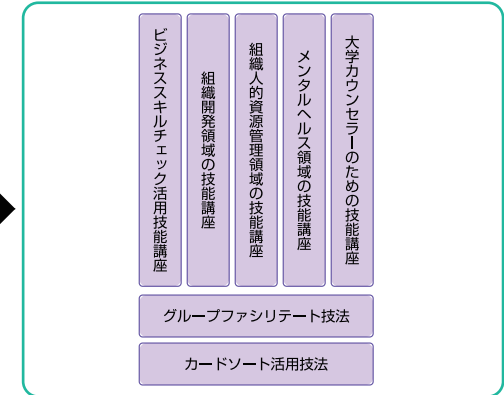 ビジネススキルチェック活用技能講座
組織開発領域の技能講座
組織人的資源管理領域の技能講座
メンタルヘルス領域の技能講座
大学カウンセラーのための技能講座
グループファシリテート技法
カードソート活用技法